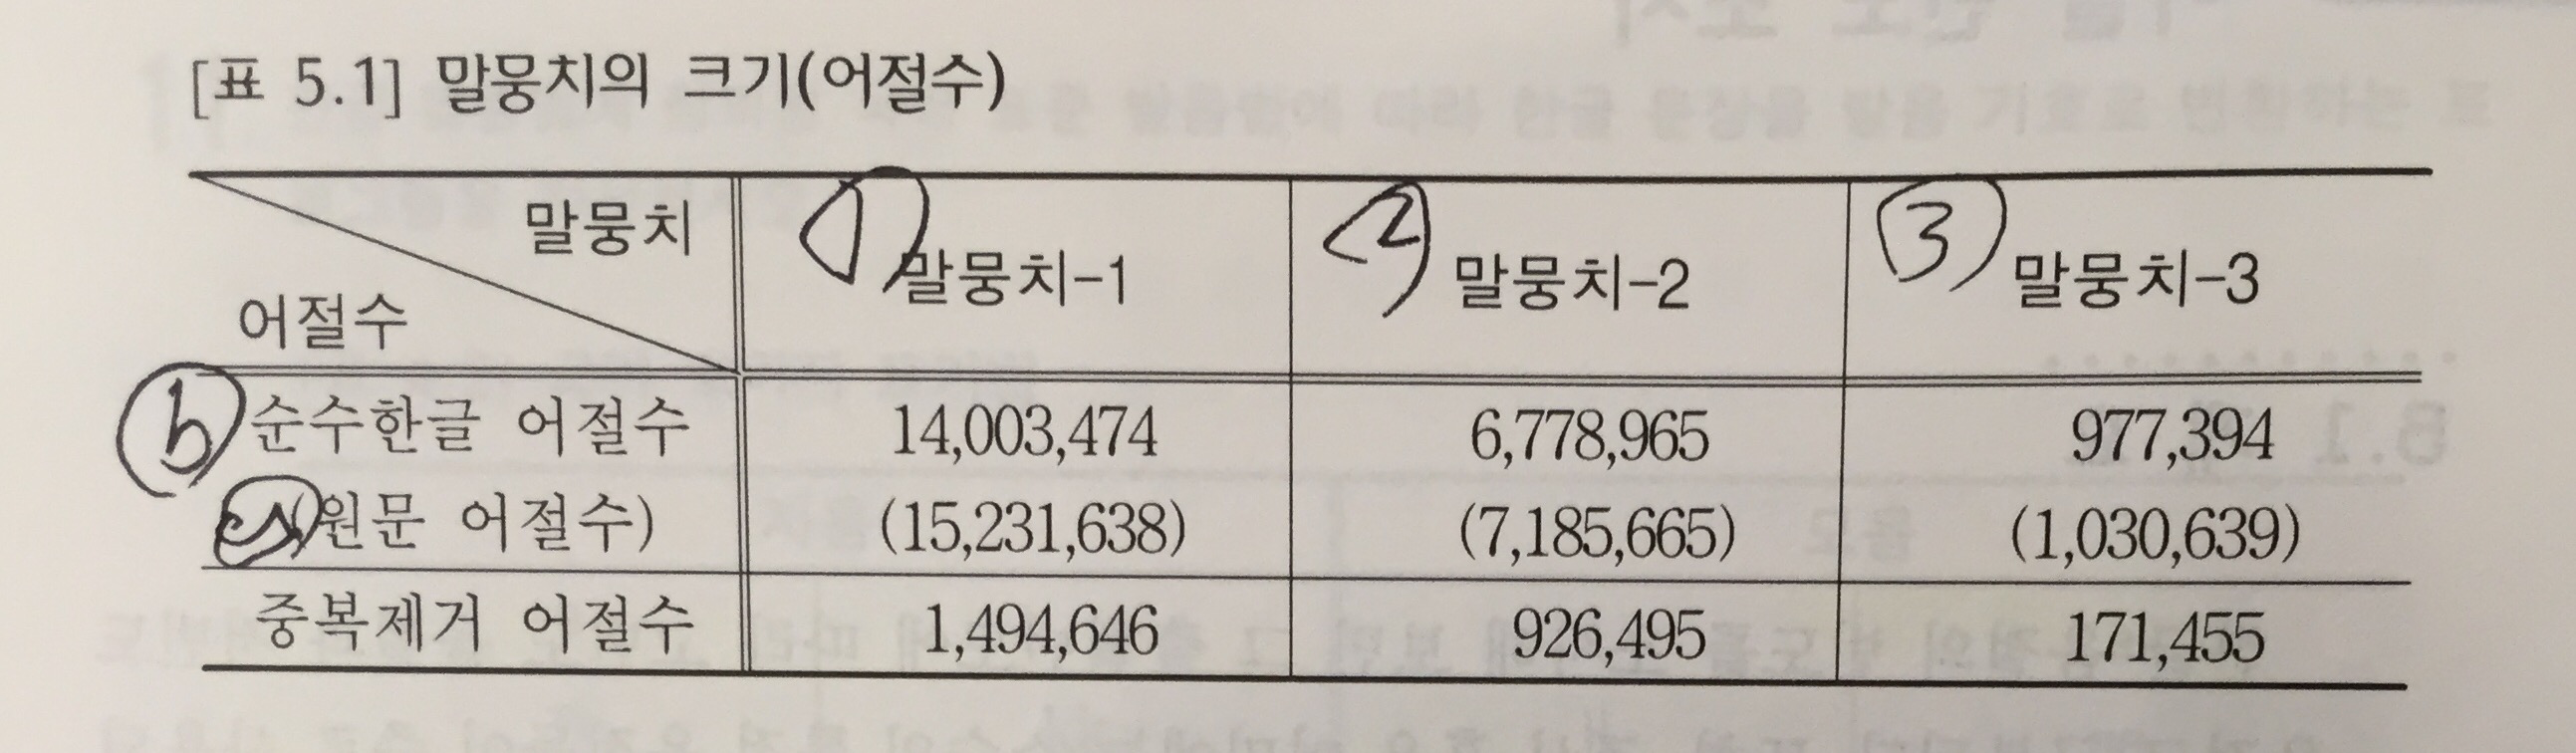 [표 5.1] 말뭉치의 크기(어절수)
말뭉치
어절수
① 말뭉치-1 ② 말뭉치-2 ③ 말뭉치-3
ⓑ 순수한글 어절수 14,003,474 6,778,965 977,394
(원문 어절수) (15,231,638) (7,185,665) (1,030,639)
중복제거 어절수 1,494,646 926,495 171,455